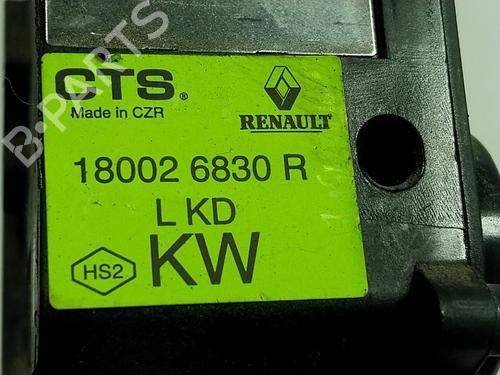 CTS®
Made in CZR
RENAULT
18002 6830 R
L KD
HS2
KW
B-PARTS